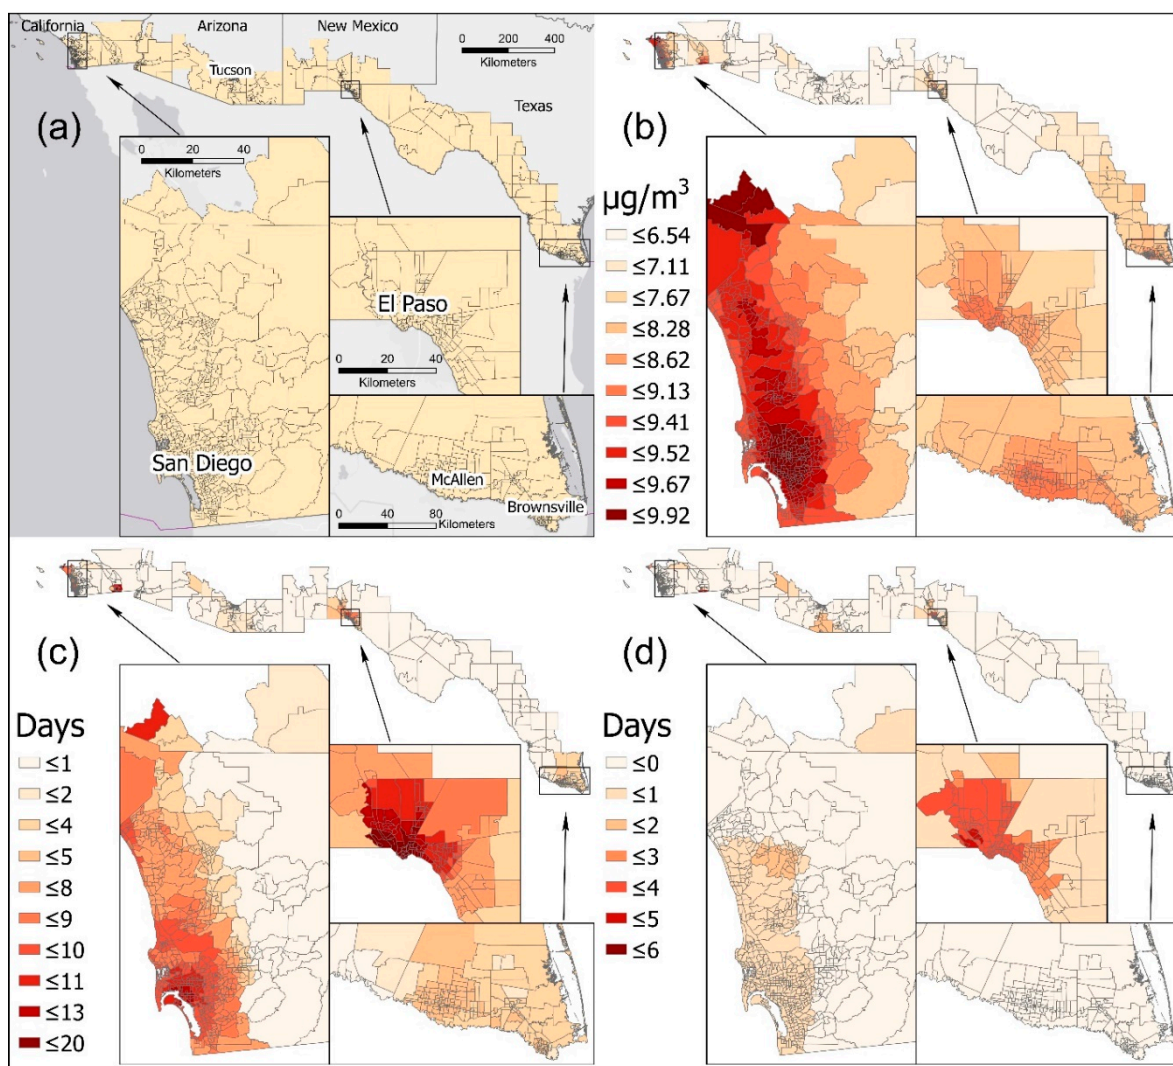 California
Arizona
New Mexico
0 200 400
Kilometers
Tucson
Texas
(a)
0 20 40
Kilometers
El Paso
0 20 40
Kilometers
San Diego
McAllen
Brownsville
0 40 80
Kilometers
(b)
µg/m³
≤6.54
≤7.11
≤7.67
≤8.28
≤8.62
≤9.13
≤9.41
≤9.52
≤9.67
≤9.92
(c)
Days
≤1
≤2
≤4
≤5
≤8
≤9
≤10
≤11
≤13
≤20
(d)
Days
≤0
≤1
≤2
≤3
≤4
≤5
≤6